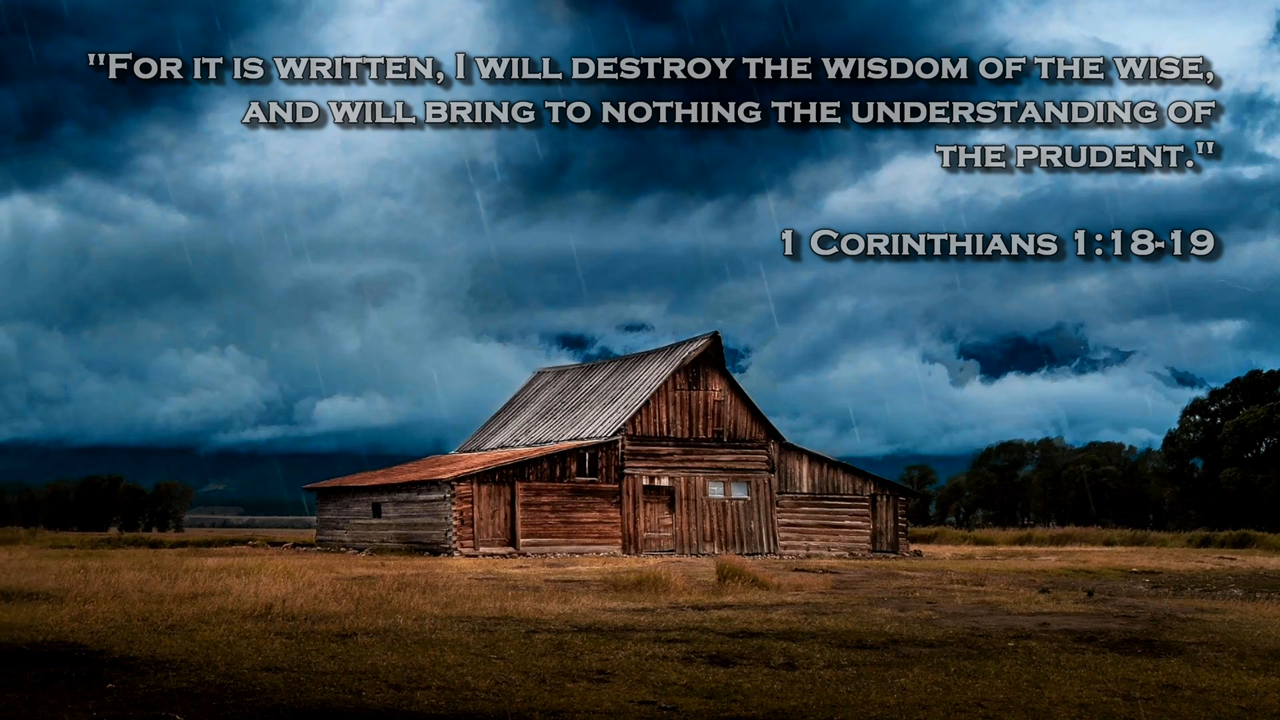 "For it is written, I will destroy the wisdom of the wise,
and will bring to nothing the understanding of
the prudent."
1 Corinthians 1:18-19